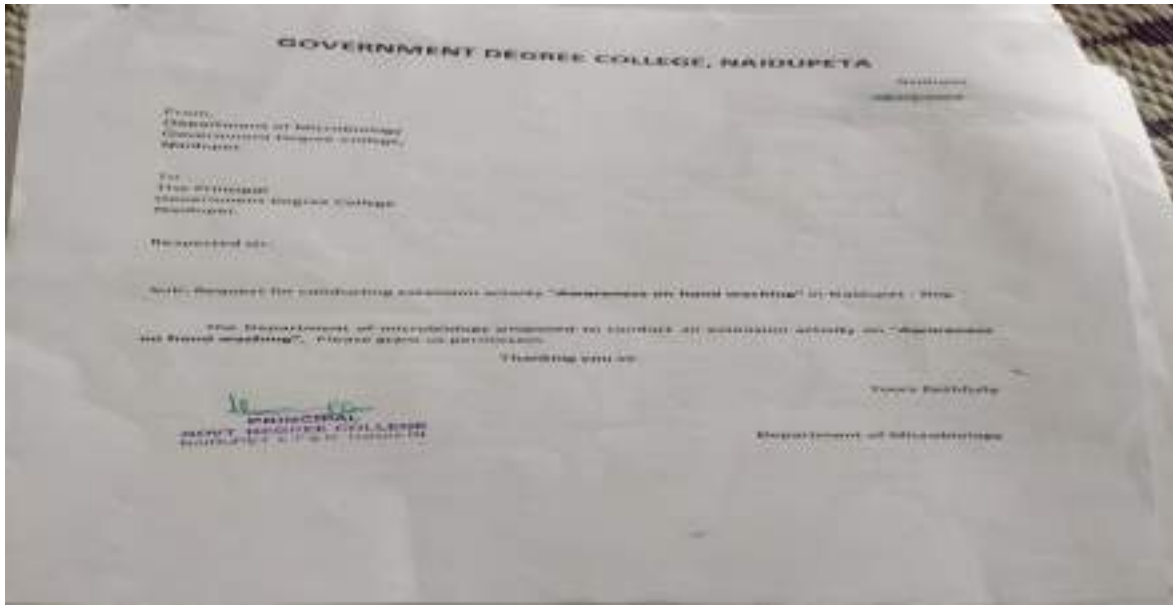 GOVERNMENT DEGREE COLLEGE, NAIDUPETA
From,
Department of Microbiology
Government Degree College,
Naidupet.
To
The Principal
Government Degree College
Naidupet.
Respected sir,
Sub: Request for conducting extension activity "Awareness on hand washing" in Naidupet - Reg
The Department of microbiology proposed to conduct an extension activity on "Awareness
on hand washing". Please grant us permission.
Thanking you sir
Yours faithfully
PRINCIPAL
GOVT DEGREE COLLEGE
Department of Microbiology